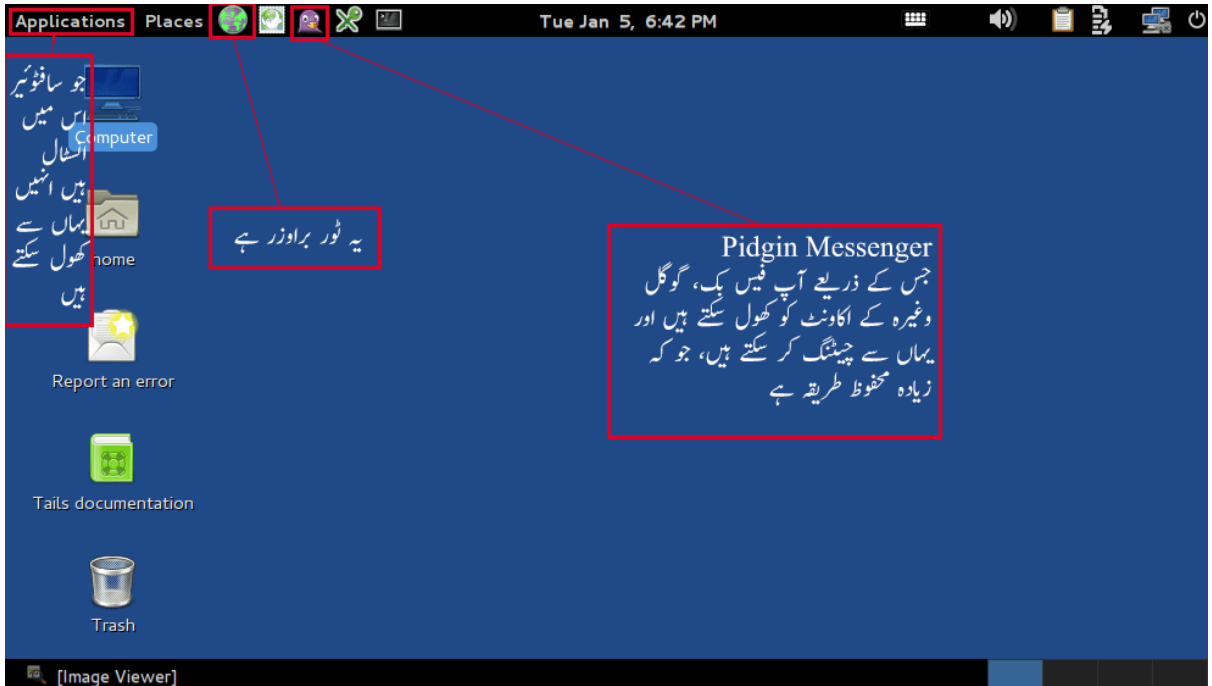 Applications Places Tue Jan 5, 6:42 PM
جو سافٹوئیر
اس میں
انسٹال
ہیں انہیں
یہاں سے
کھول سکتے
ہیں
Computer
home
یہ ٹور براوزر ہے
Pidgin Messenger
جس کے ذریعے آپ فیس بک، گوگل
وغیرہ کے اکاونٹ کو کھول سکتے ہیں اور
یہاں سے چیٹنگ کر سکتے ہیں، جو کہ
زیادہ محفوظ طریقہ ہے
Report an error
Tails documentation
Trash
[Image Viewer]